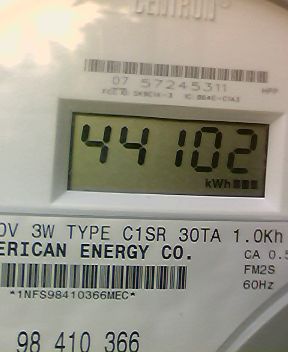 CENTRON
07 57245311
44102
kWh
0V 3W TYPE C1SR 30TA 1.0Kh
ERICAN ENERGY CO.
CA 0.5
FM2S
60Hz
*1NFS98410366MEC*
98 410 366